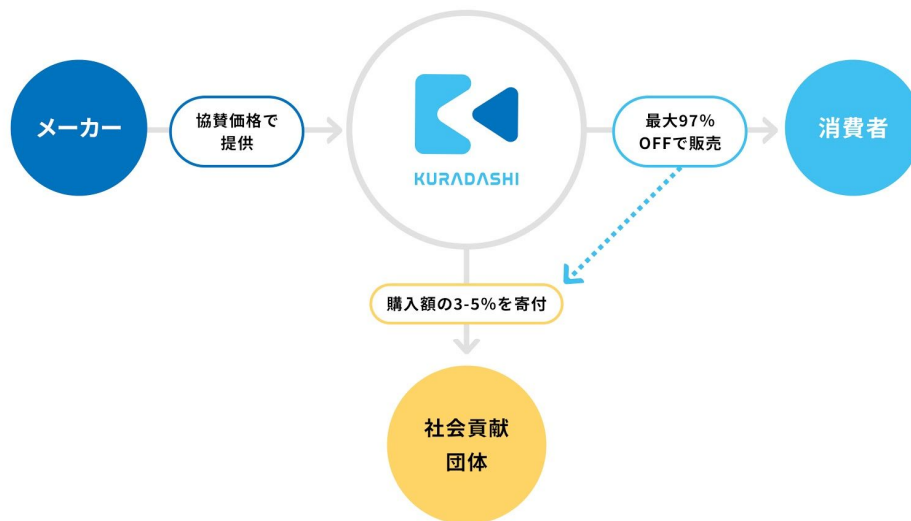 メーカー
協賛価格で
提供
KURADASHI
最大97%
OFFで販売
消費者
購入額の3-5%を寄付
社会貢献
団体